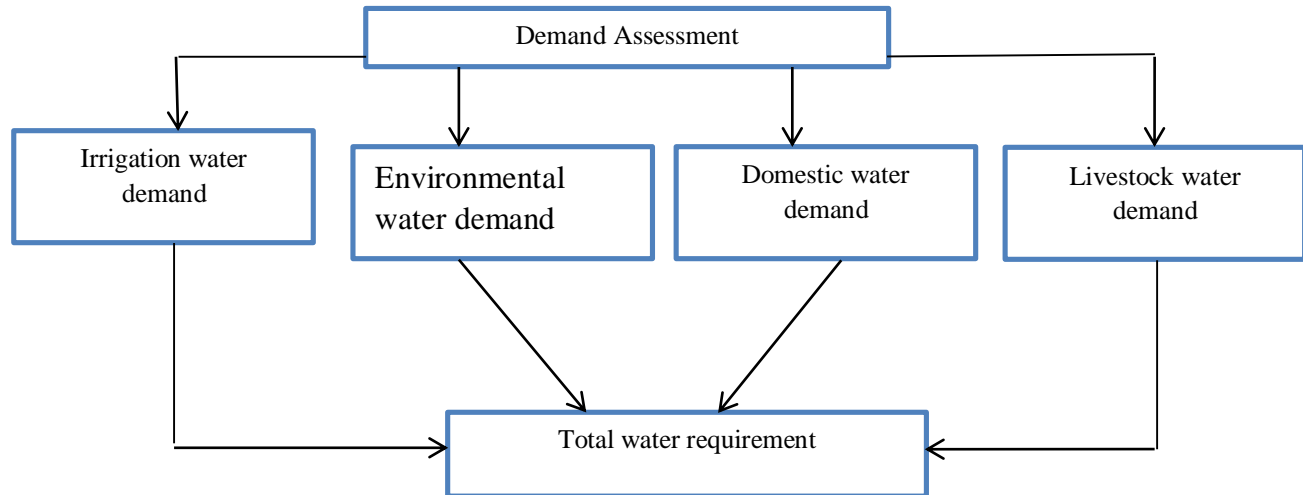 Demand Assessment
Irrigation water
demand
Environmental
water demand
Domestic water
demand
Livestock water
demand
Total water requirement